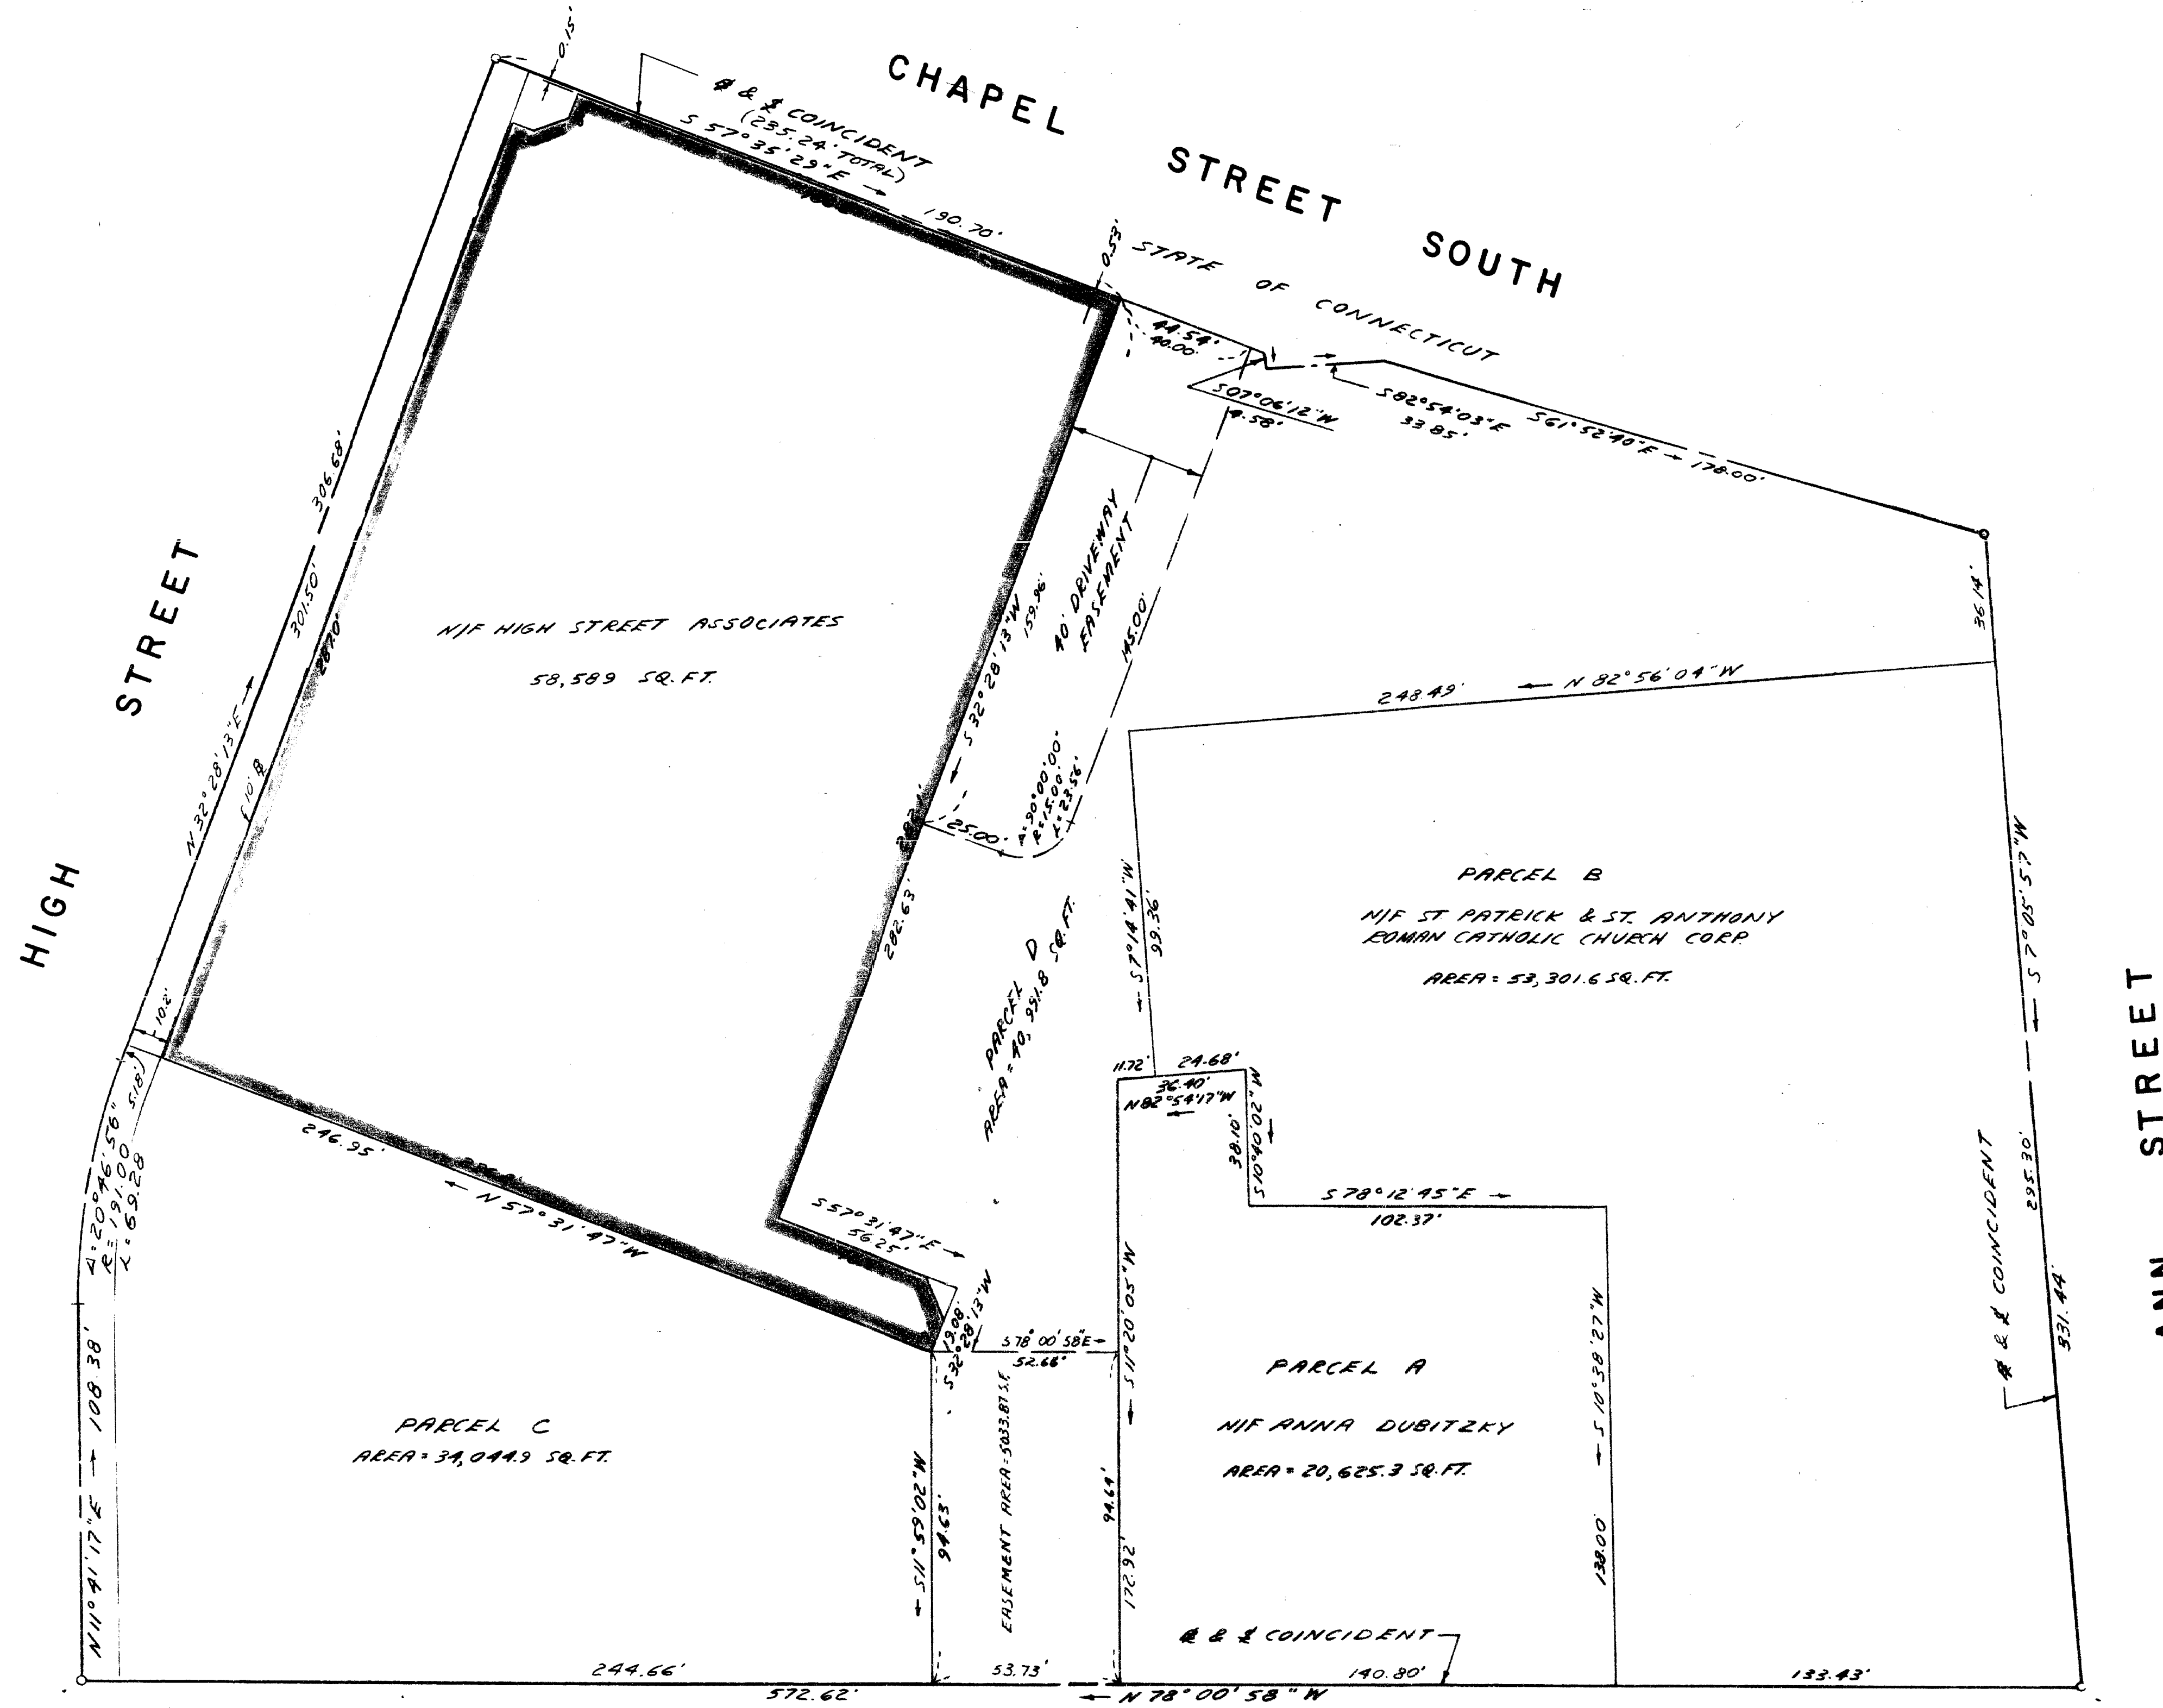 CHAPEL STREET SOUTH
HIGH STREET
ANN STREET
0.15'
& COINCIDENT
(235.24' TOTAL)
S 57° 35' 29" E
190.70'
0.53'
STATE OF CONNECTICUT
44.54'
40.00'
S07°06'12"W
4.58'
S82°54'03"E
33.85'
S61°52'40"E
178.00'
36.14'
306.68'
301.50'
287.0'
N 32° 28' 13" E
10'
N/F HIGH STREET ASSOCIATES
58,589 SQ. FT.
S 32° 28' 13" W
159.96'
40' DRIVEWAY
EASEMENT
145.00'
Δ=90°00'00"
R=15.00'
L=23.56'
25.00'
282.63'
N 82° 56' 04" W
248.49'
S 7°14'41" W
99.36'
PARCEL B
N/F ST PATRICK & ST. ANTHONY
ROMAN CATHOLIC CHURCH CORP.
AREA = 53,301.6 SQ. FT.
S 7°05'57" W
295.30'
331.44'
& COINCIDENT
PARCEL D
AREA = 40,991.8 SQ. FT.
11.72'
24.68'
36.40'
N82°54'17"W
S10°40'02"W
38.10'
S 78°12'45"E
102.37'
10.2'
5.18'
Δ=20°46'56"
R=191.00
L=69.28
246.95'
N 57° 31' 47" W
S 57° 31' 47" E
56.25'
19.08'
S32°28'13"W
S78°00'58"E
52.66'
S 11°20'05" W
S 10°38'27" W
138.00
PARCEL A
N/F ANNA DUBITZKY
AREA = 20,625.3 SQ. FT.
PARCEL C
AREA = 34,044.9 SQ. FT.
N11°41'17"E
108.38'
S11°59'02"W
94.63'
EASEMENT AREA = 5033.87 S.F.
94.64'
172.92'
& COINCIDENT
244.66'
53.73'
140.80'
133.43'
572.62'
N 78°00'58" W